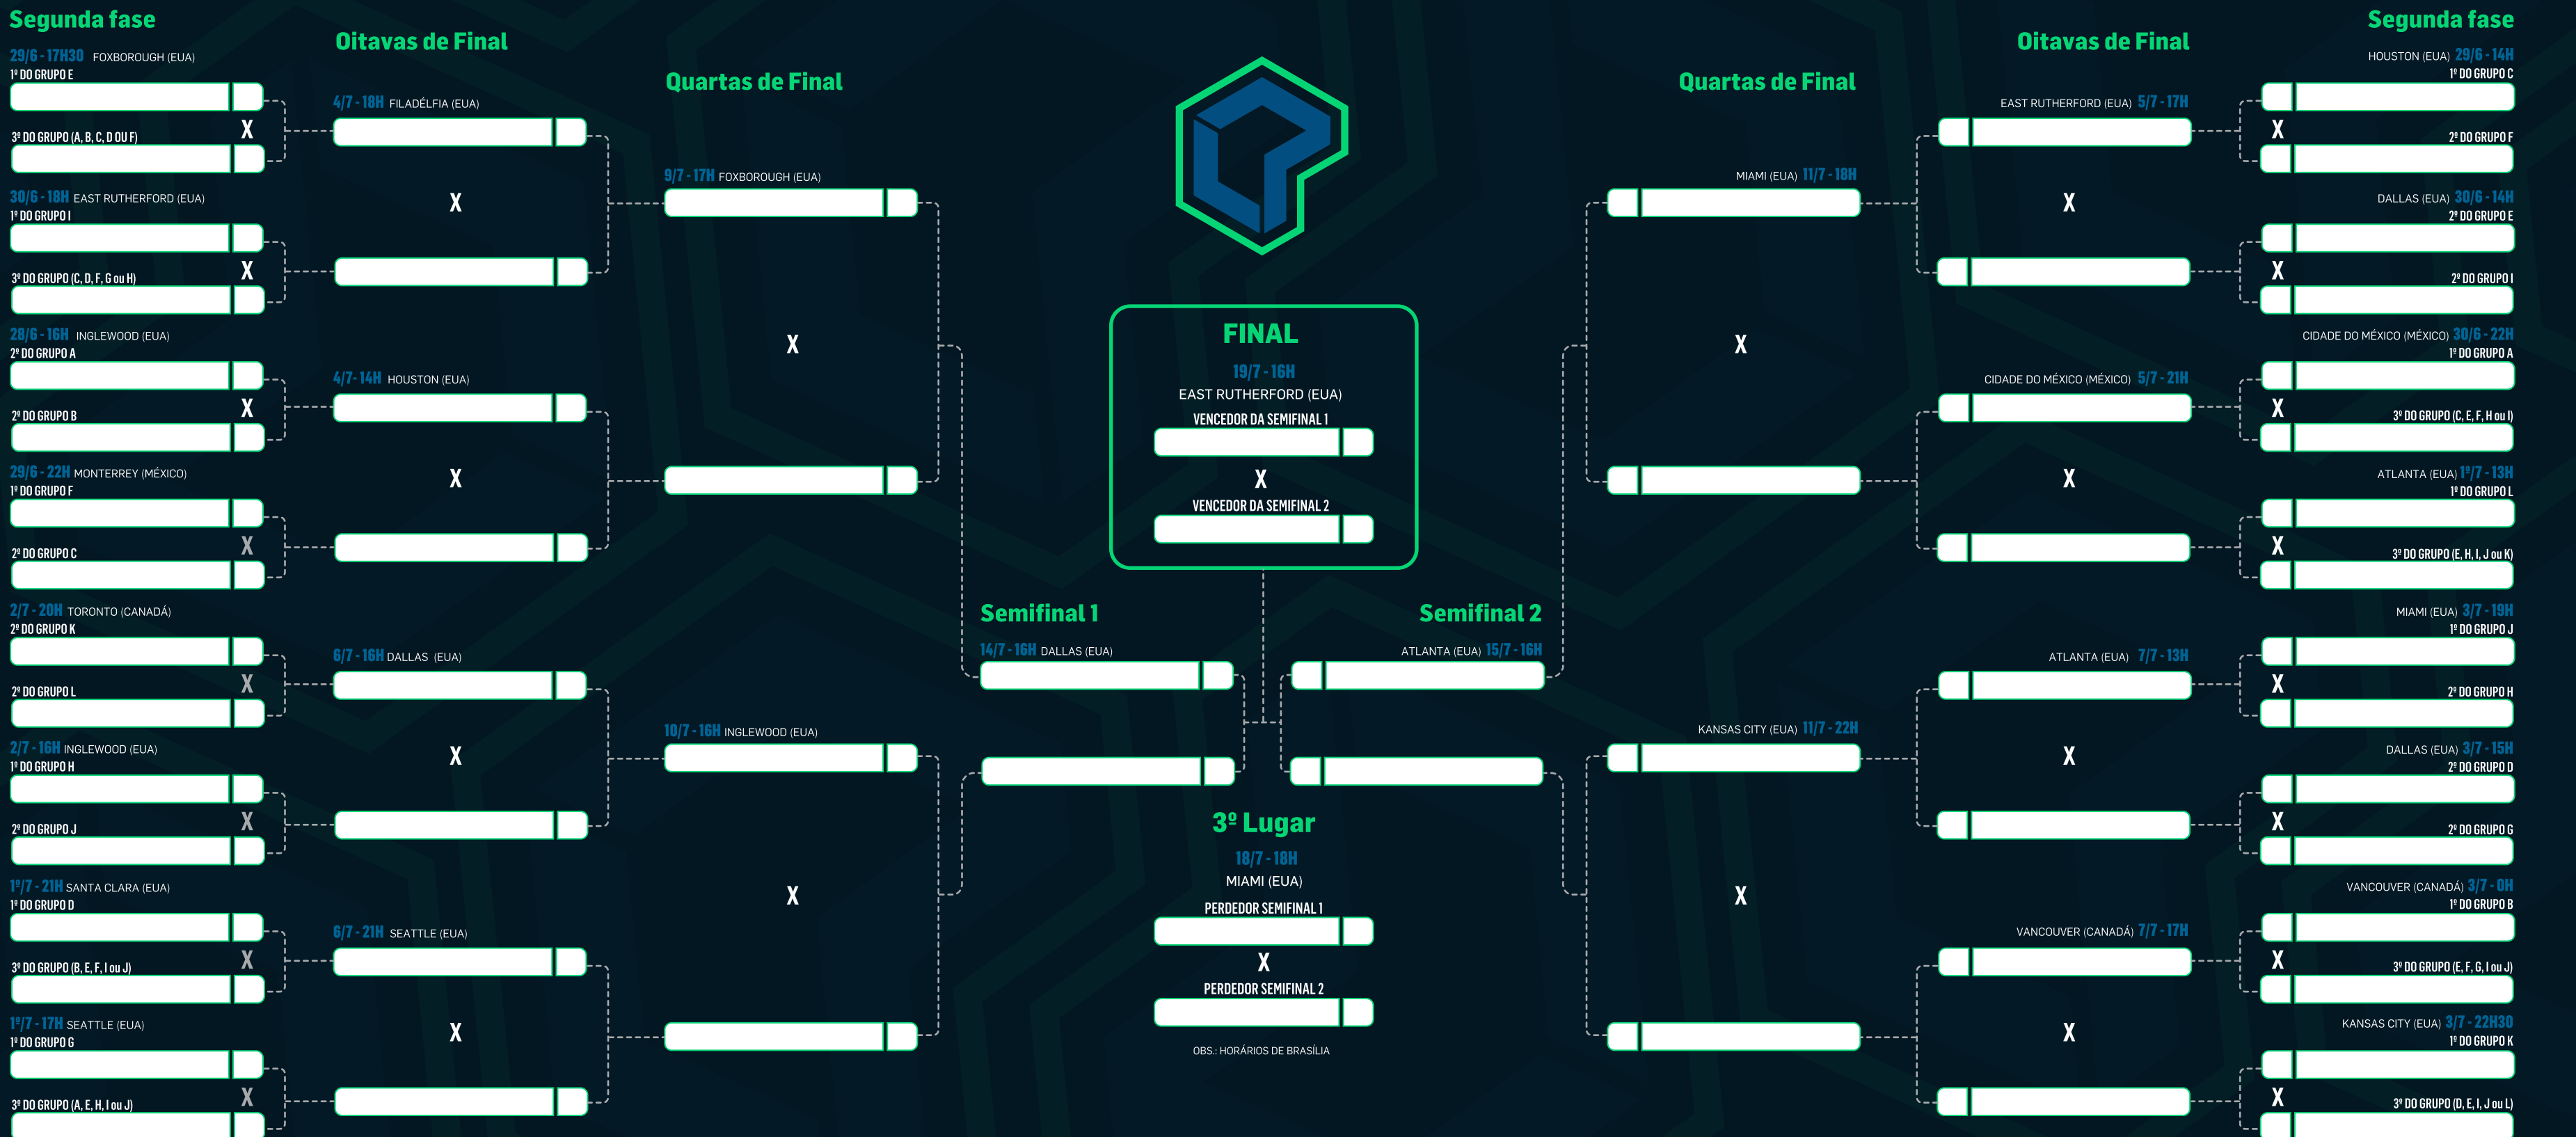 Segunda fase
29/6 - 17H30 FOXBOROUGH (EUA)
1º DO GRUPO E
3º DO GRUPO (A, B, C, D OU F)
X
30/6 - 18H EAST RUTHERFORD (EUA)
1º DO GRUPO I
3º DO GRUPO (C, D, F, G ou H)
X
28/6 - 16H INGLEWOOD (EUA)
2º DO GRUPO A
2º DO GRUPO B
X
29/6 - 22H MONTERREY (MÉXICO)
1º DO GRUPO F
2º DO GRUPO C
X
2/7 - 20H TORONTO (CANADÁ)
2º DO GRUPO K
2º DO GRUPO L
X
2/7 - 16H INGLEWOOD (EUA)
1º DO GRUPO H
2º DO GRUPO J
X
1º/7 - 21H SANTA CLARA (EUA)
1º DO GRUPO D
3º DO GRUPO (B, E, F, I ou J)
X
1º/7 - 17H SEATTLE (EUA)
1º DO GRUPO G
3º DO GRUPO (A, E, H, I ou J)
X
Oitavas de Final
4/7 - 18H FILADÉLFIA (EUA)
X
4/7 - 14H HOUSTON (EUA)
X
6/7 - 16H DALLAS (EUA)
X
6/7 - 21H SEATTLE (EUA)
X
Quartas de Final
9/7 - 17H FOXBOROUGH (EUA)
X
10/7 - 16H INGLEWOOD (EUA)
X
Semifinal 1
14/7 - 16H DALLAS (EUA)
FINAL
19/7 - 16H
EAST RUTHERFORD (EUA)
VENCEDOR DA SEMIFINAL 1
X
VENCEDOR DA SEMIFINAL 2
3º Lugar
18/7 - 18H
MIAMI (EUA)
PERDEDOR SEMIFINAL 1
X
PERDEDOR SEMIFINAL 2
OBS.: HORÁRIOS DE BRASÍLIA
Semifinal 2
ATLANTA (EUA) 15/7 - 16H
Quartas de Final
MIAMI (EUA) 11/7 - 18H
X
KANSAS CITY (EUA) 11/7 - 22H
X
Oitavas de Final
EAST RUTHERFORD (EUA) 5/7 - 17H
X
CIDADE DO MÉXICO (MÉXICO) 5/7 - 21H
X
ATLANTA (EUA) 7/7 - 13H
X
VANCOUVER (CANADÁ) 7/7 - 17H
X
Segunda fase
HOUSTON (EUA) 29/6 - 14H
1º DO GRUPO C
X
2º DO GRUPO F
DALLAS (EUA) 30/6 - 14H
2º DO GRUPO E
X
2º DO GRUPO I
CIDADE DO MÉXICO (MÉXICO) 30/6 - 22H
1º DO GRUPO A
X
3º DO GRUPO (C, E, F, H ou I)
ATLANTA (EUA) 1º/7 - 13H
1º DO GRUPO L
X
3º DO GRUPO (E, H, I, J ou K)
MIAMI (EUA) 3/7 - 19H
1º DO GRUPO J
X
2º DO GRUPO H
DALLAS (EUA) 3/7 - 15H
2º DO GRUPO D
X
2º DO GRUPO G
VANCOUVER (CANADÁ) 3/7 - 0H
1º DO GRUPO B
X
3º DO GRUPO (E, F, G, I ou J)
KANSAS CITY (EUA) 3/7 - 22H30
1º DO GRUPO K
X
3º DO GRUPO (D, E, I, J ou L)